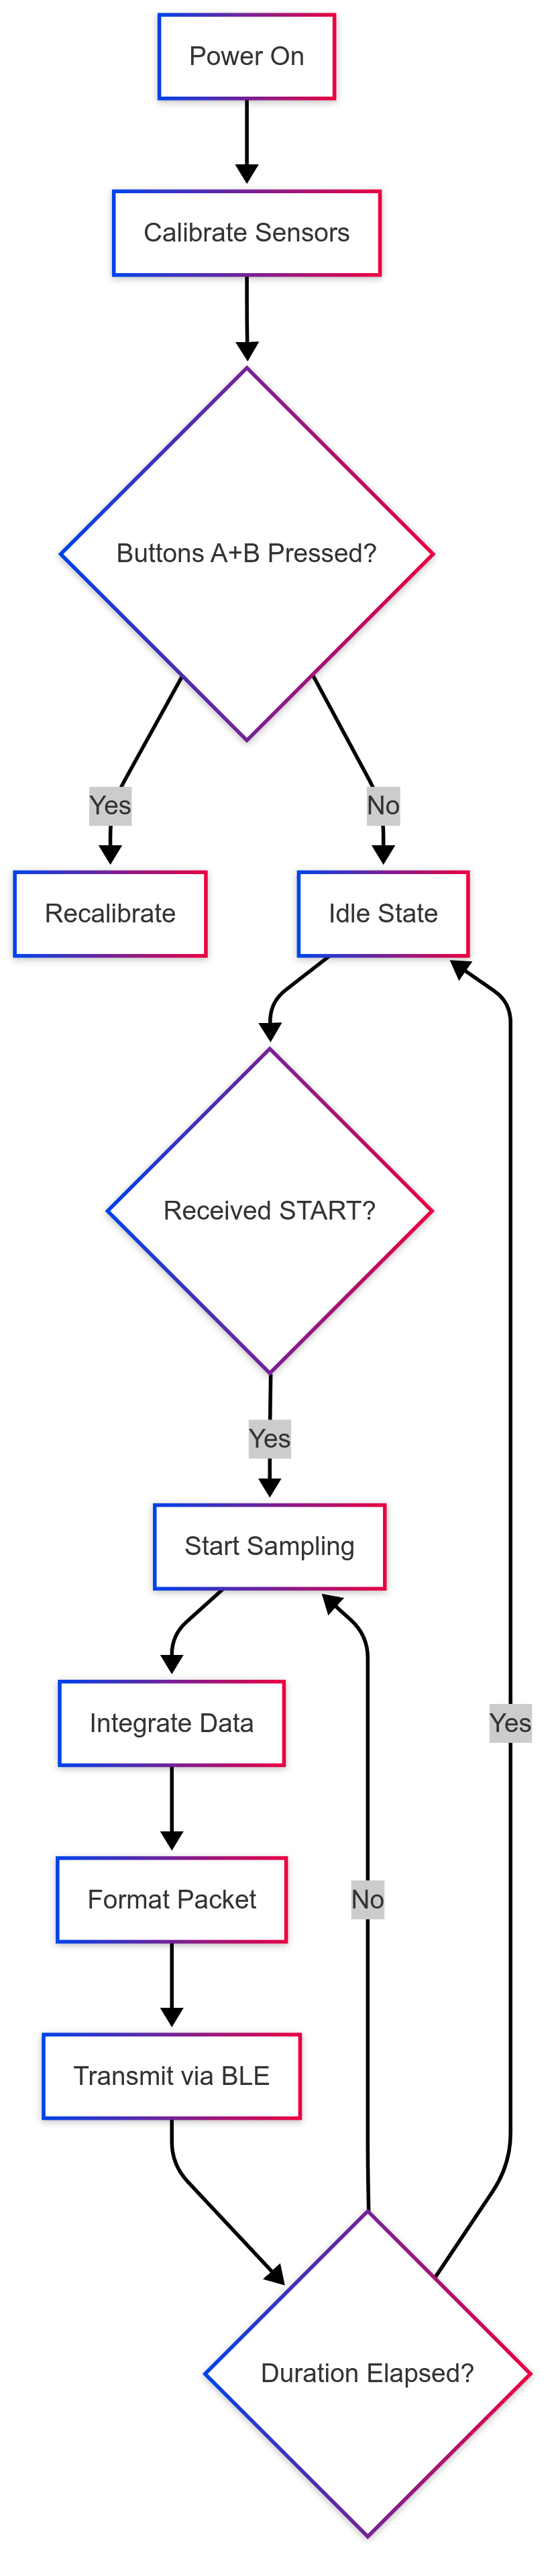 Power On
Calibrate Sensors
Buttons A+B Pressed?
Yes
No
Recalibrate
Idle State
Received START?
Yes
Start Sampling
Integrate Data
Yes
Format Packet
No
Transmit via BLE
Duration Elapsed?